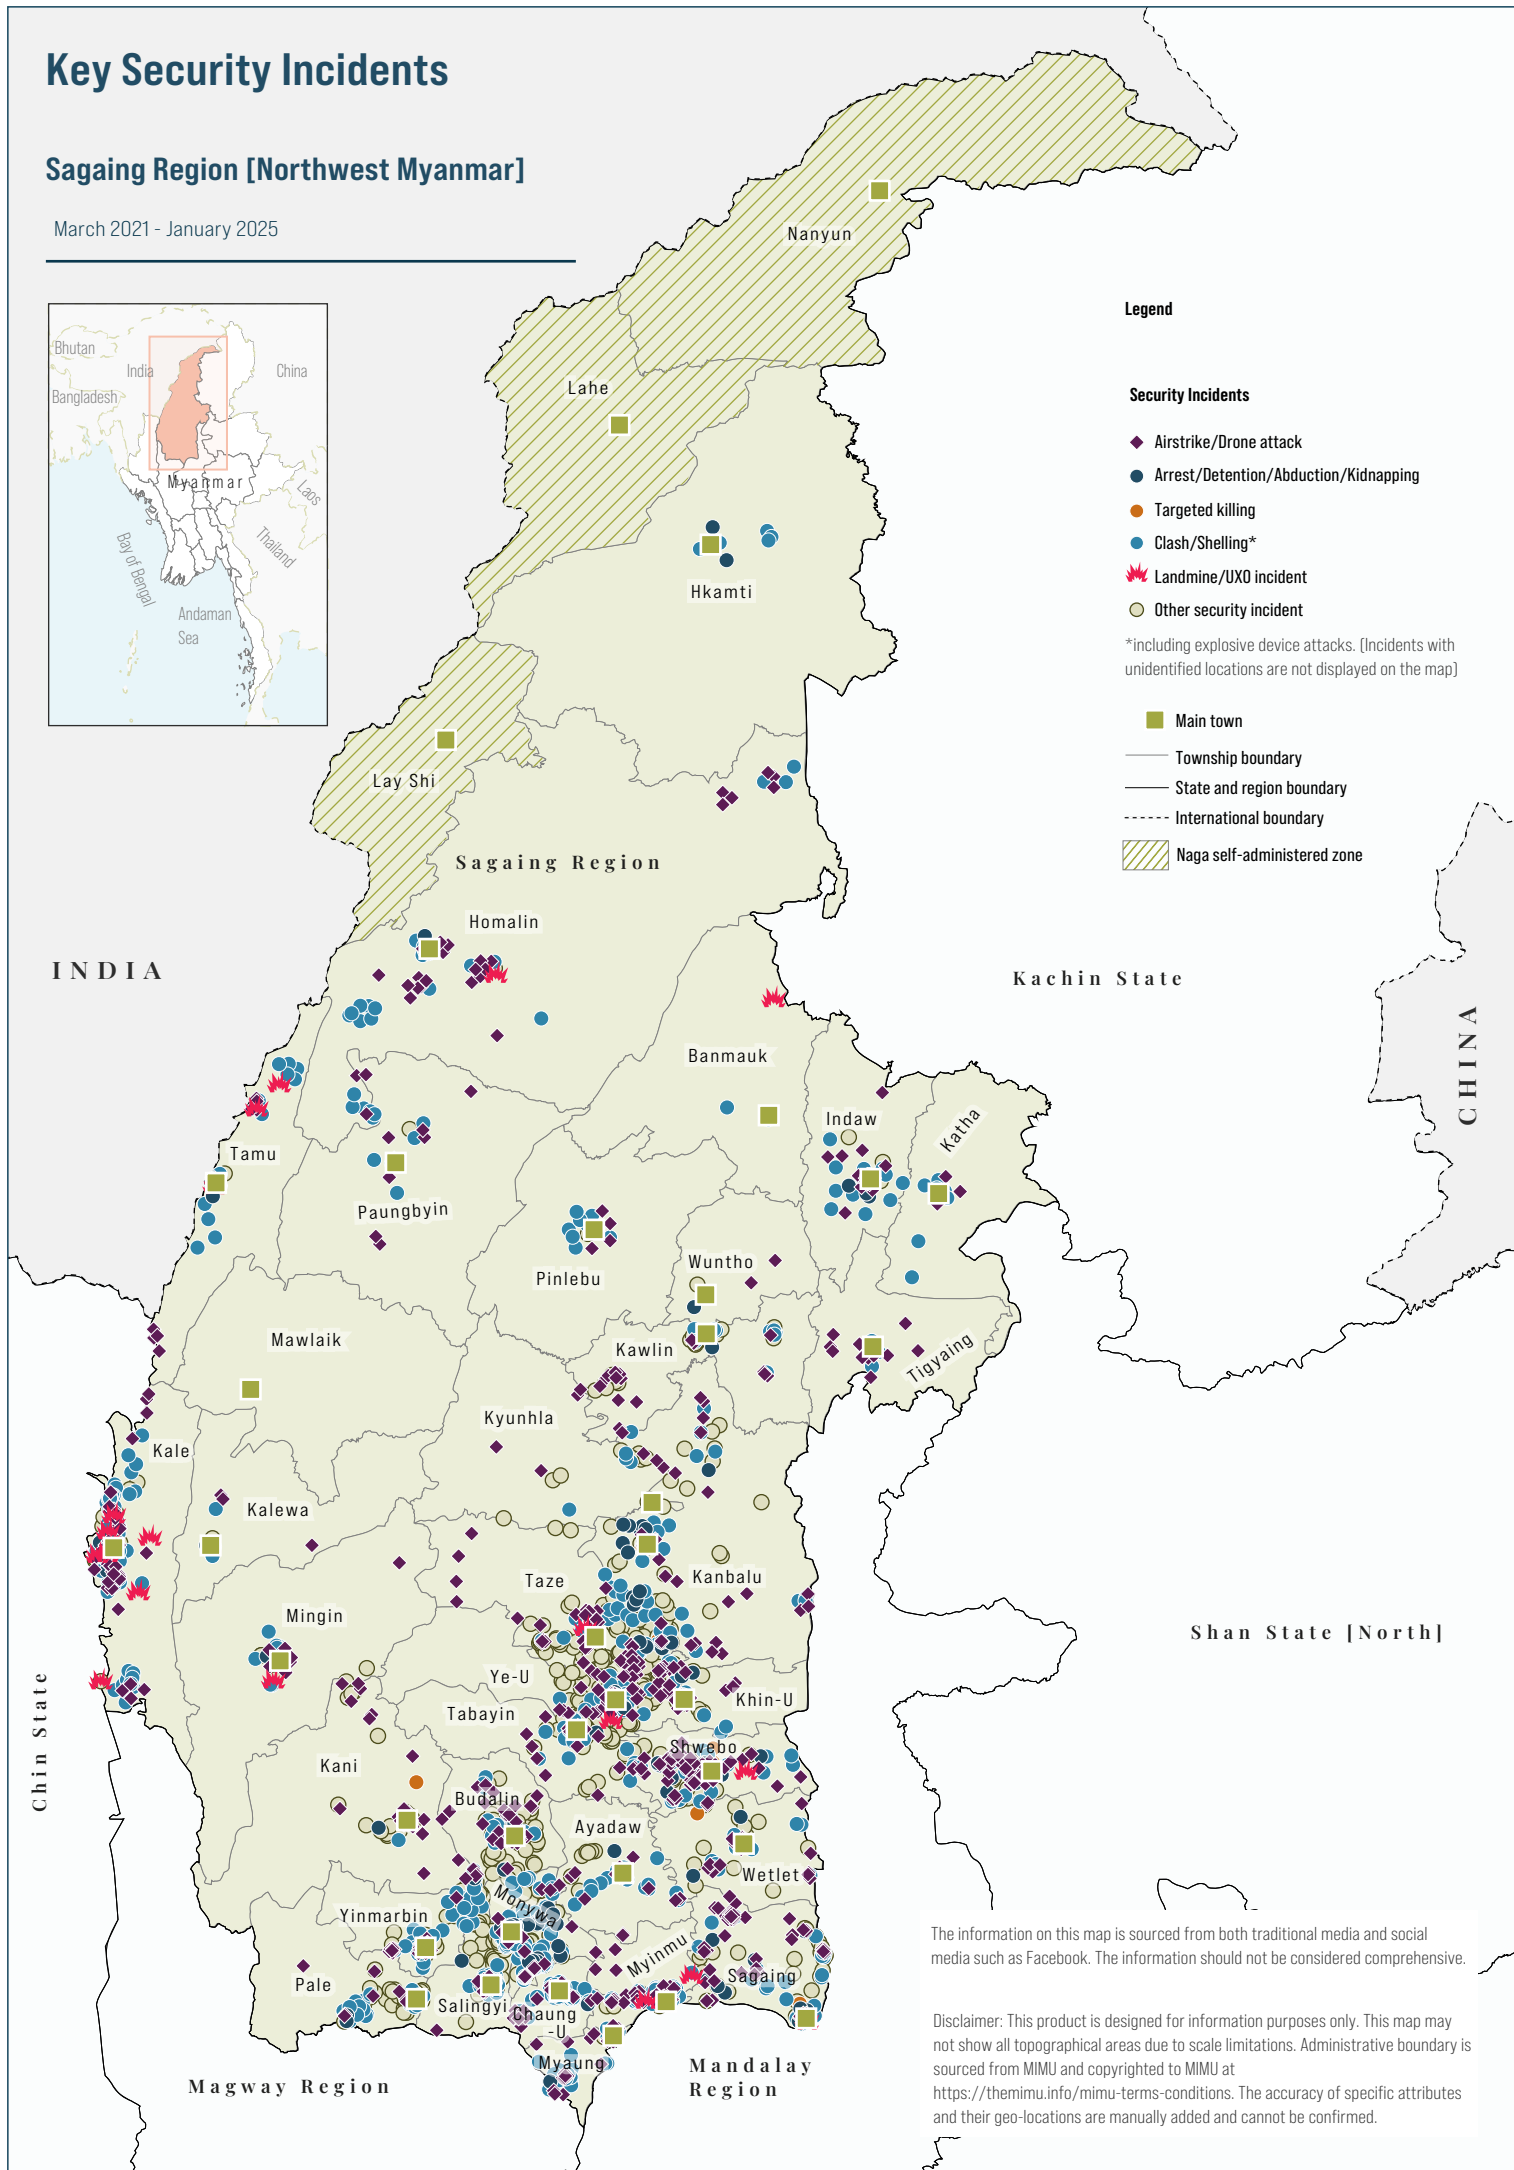 Key Security Incidents
Sagaing Region [Northwest Myanmar]
March 2021 - January 2025
Bhutan
India
China
Bangladesh
Myanmar
Laos
Thailand
Bay of Bengal
Andaman
Sea
Legend
Security Incidents
Airstrike/Drone attack
Arrest/Detention/Abduction/Kidnapping
Targeted killing
Clash/Shelling*
Landmine/UXO incident
Other security incident
*including explosive device attacks. (Incidents with
unidentified locations are not displayed on the map)
Main town
Township boundary
State and region boundary
International boundary
Naga self-administered zone
Nanyun
Lahe
Hkamti
Lay Shi
Sagaing Region
Homalin
INDIA
Kachin State
CHINA
Banmauk
Indaw
Katha
Tamu
Paungbyin
Pinlebu
Wuntho
Mawlaik
Kawlin
Tigyaing
Kyunhla
Kale
Kalewa
Taze
Kanbalu
Mingin
Shan State [North]
Ye-U
Khin-U
Tabayin
Chin State
Shwebo
Kani
Budalin
Ayadaw
Wetlet
Monywa
Yinmarbin
Myinmu
Sagaing
Pale
Salingyi
Chaung
-U
Myaung
Magway Region
Mandalay
Region
The information on this map is sourced from both traditional media and social
media such as Facebook. The information should not be considered comprehensive.
Disclaimer: This product is designed for information purposes only. This map may
not show all topographical areas due to scale limitations. Administrative boundary is
sourced from MIMU and copyrighted to MIMU at
https://themimu.info/mimu-terms-conditions. The accuracy of specific attributes
and their geo-locations are manually added and cannot be confirmed.